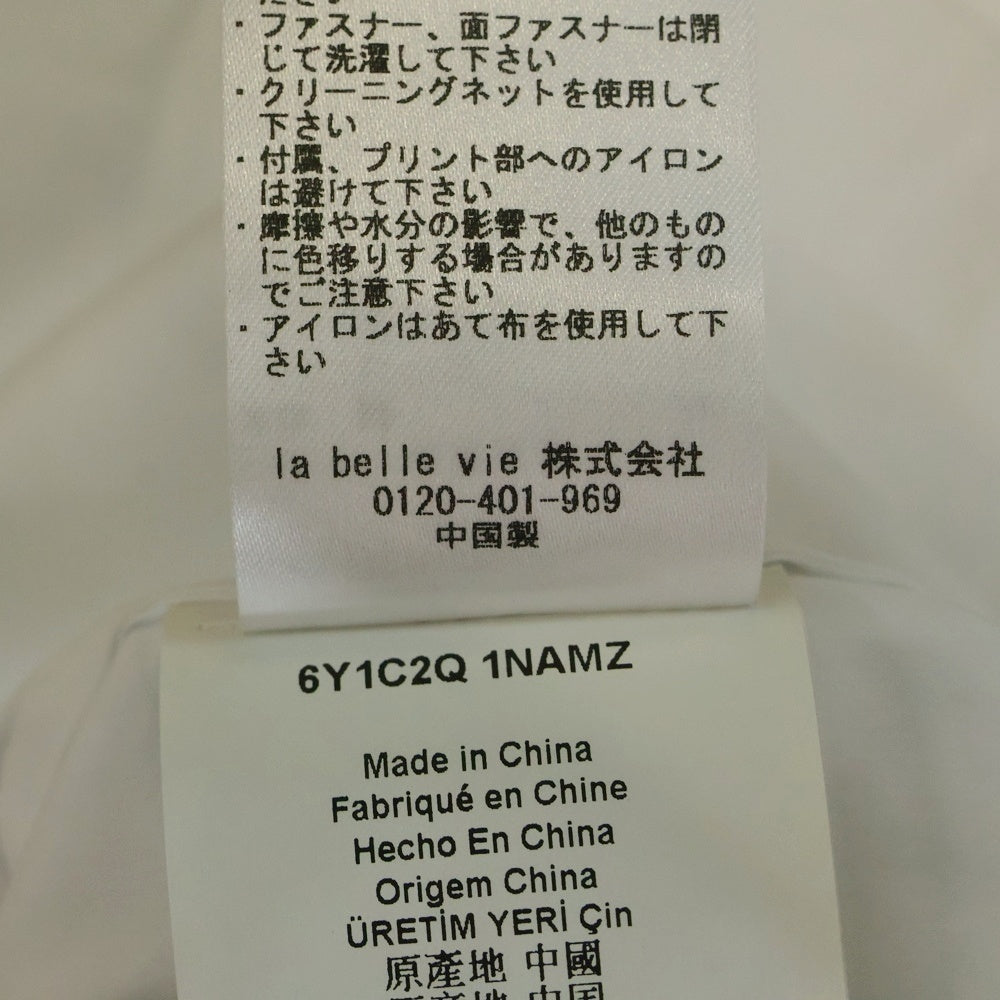 ださい
・ファスナー、面ファスナーは閉
じて洗濯して下さい
・クリーニングネットを使用して
下さい
・付属、プリント部へのアイロン
は避けて下さい
・摩擦や水分の影響で、他のもの
に色移りする場合がありますの
でご注意下さい
・アイロンはあて布を使用して下
さい
la belle vie 株式会社
0120-401-969
中国製
6Y1C2Q 1NAMZ
Made in China
Fabriqué en Chine
Hecho En China
Origem China
ÜRETİM YERİ Çin
原產地 中國